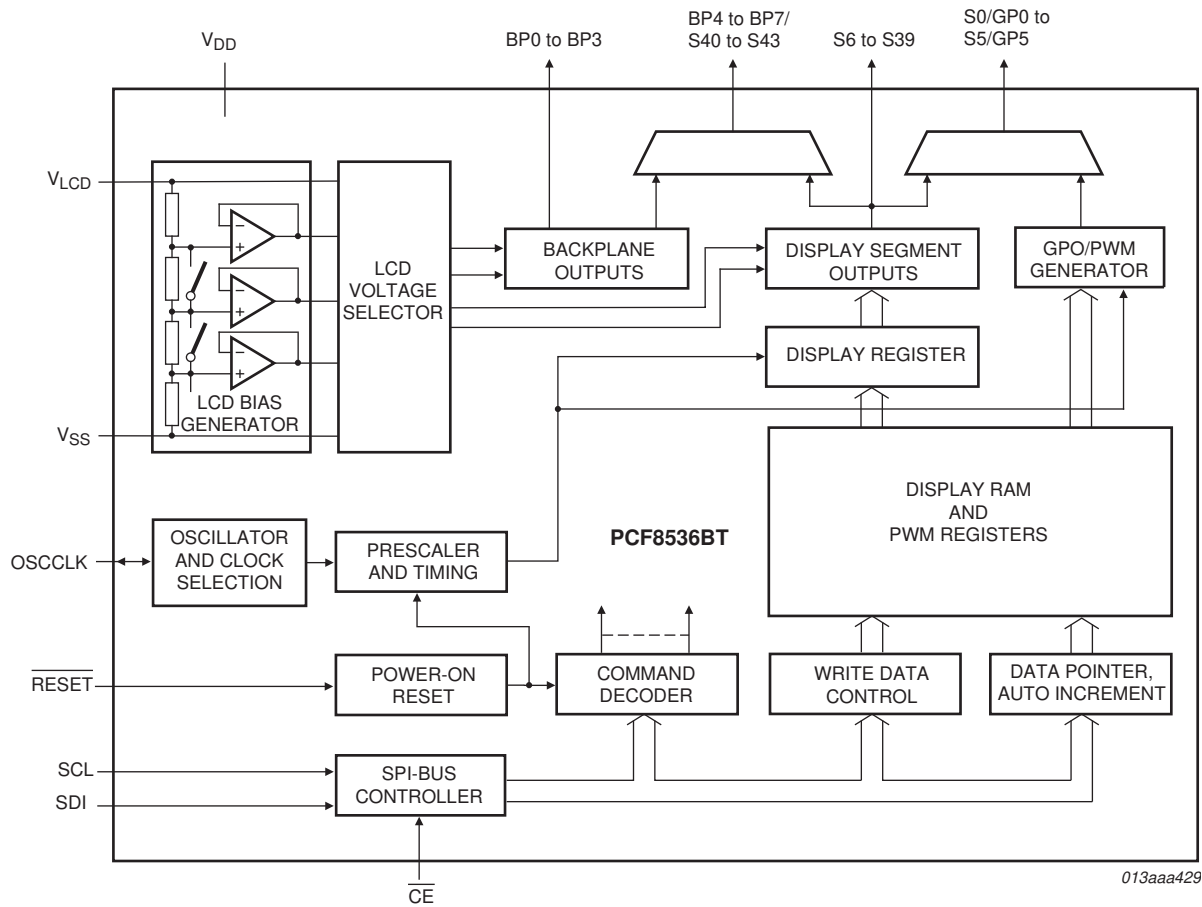 V_DD
BP0 to BP3
BP4 to BP7/
S40 to S43
S6 to S39
S0/GP0 to
S5/GP5
V_LCD
LCD BIAS
GENERATOR
LCD
VOLTAGE
SELECTOR
BACKPLANE
OUTPUTS
DISPLAY SEGMENT
OUTPUTS
GPO/PWM
GENERATOR
DISPLAY REGISTER
V_SS
− +
− +
− +
DISPLAY RAM
AND
PWM REGISTERS
PCF8536BT
OSCCLK
OSCILLATOR
AND CLOCK
SELECTION
PRESCALER
AND TIMING
RESET
POWER-ON
RESET
COMMAND
DECODER
WRITE DATA
CONTROL
DATA POINTER,
AUTO INCREMENT
SCL
SDI
SPI-BUS
CONTROLLER
CE
013aaa429